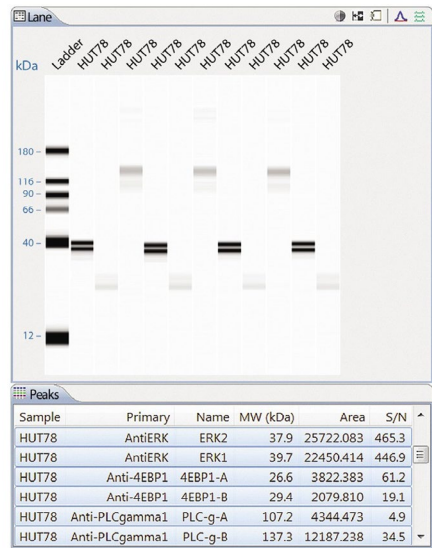 Lane
kDa
Ladder HUT78 HUT78 HUT78 HUT78 HUT78 HUT78 HUT78 HUT78 HUT78 HUT78 HUT78
180
116
90
66
40
12
Peaks
Sample Primary Name MW (kDa) Area S/N
HUT78 AntiERK ERK2 37.9 25722.083 465.3
HUT78 AntiERK ERK1 39.7 22450.414 446.9
HUT78 Anti-4EBP1 4EBP1-A 26.6 3822.383 61.2
HUT78 Anti-4EBP1 4EBP1-B 29.4 2079.810 19.1
HUT78 Anti-PLCgamma1 PLC-g-A 107.2 4344.473 4.9
HUT78 Anti-PLCgamma1 PLC-g-B 137.3 12187.238 34.5